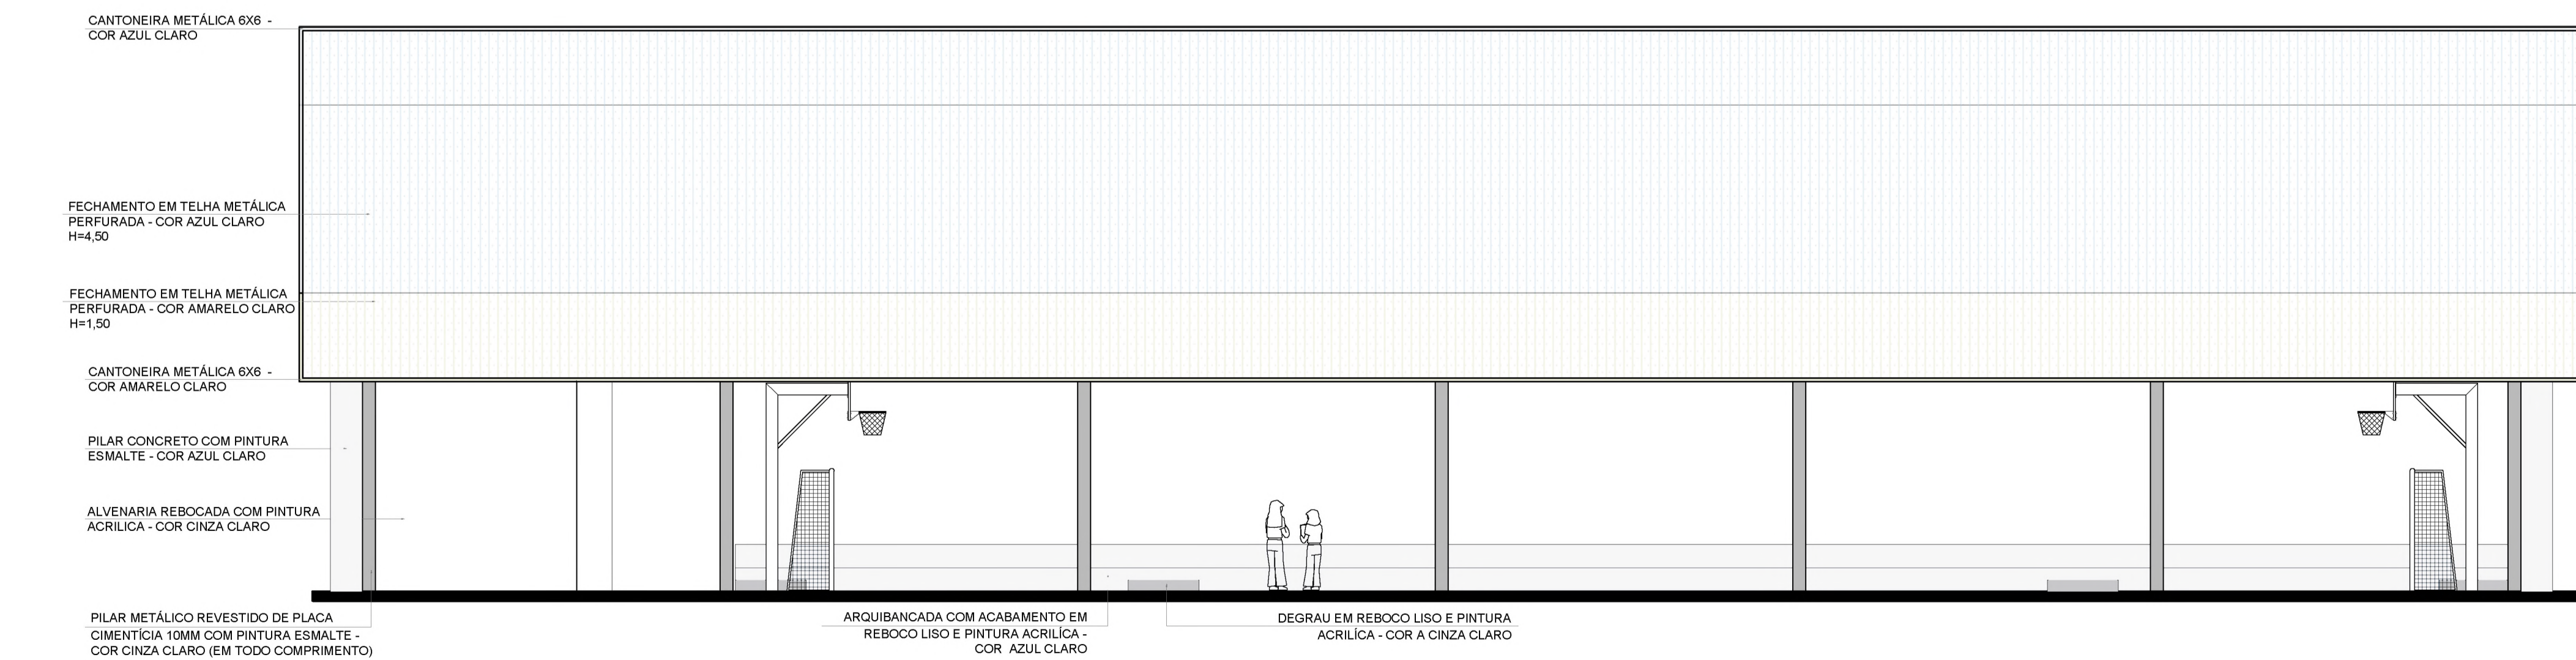 CANTONEIRA METÁLICA 6X6 -
COR AZUL CLARO
FECHAMENTO EM TELHA METÁLICA
PERFURADA - COR AZUL CLARO
H=4,50
FECHAMENTO EM TELHA METÁLICA
PERFURADA - COR AMARELO CLARO
H=1,50
CANTONEIRA METÁLICA 6X6 -
COR AMARELO CLARO
PILAR CONCRETO COM PINTURA
ESMALTE - COR AZUL CLARO
ALVENARIA REBOCADA COM PINTURA
ACRILICA - COR CINZA CLARO
PILAR METÁLICO REVESTIDO DE PLACA
CIMENTÍCIA 10MM COM PINTURA ESMALTE -
COR CINZA CLARO (EM TODO COMPRIMENTO)
ARQUIBANCADA COM ACABAMENTO EM
REBOCO LISO E PINTURA ACRILÍCA -
COR AZUL CLARO
DEGRAU EM REBOCO LISO E PINTURA
ACRILÍCA - COR A CINZA CLARO